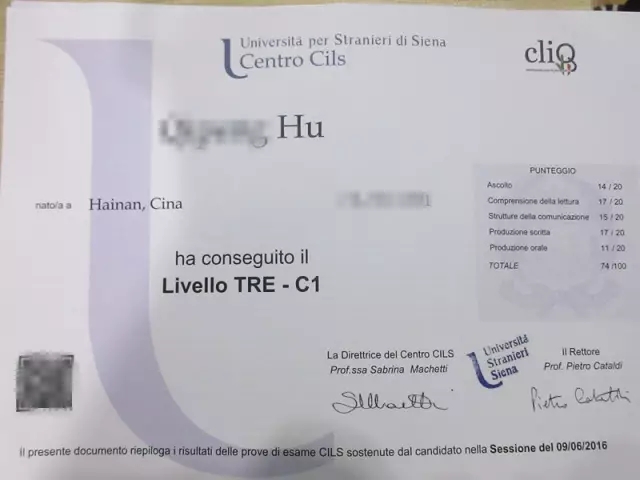 Università per Stranieri di Siena
Centro Cils
cliQ
Hu
nato/a a Hainan, Cina
PUNTEGGIO
Ascolto 14 / 20
Comprensione della lettura 17 / 20
Strutture della comunicazione 15 / 20
Produzione scritta 17 / 20
Produzione orale 11 / 20
TOTALE 74 /100
ha conseguito il
Livello TRE - C1
La Direttrice del Centro CILS
Prof.ssa Sabrina Machetti
Università
Stranieri
Siena
Il Rettore
Prof. Pietro Cataldi
Pietro Cataldi
Il presente documento riepiloga i risultati delle prove di esame CILS sostenute dal candidato nella Sessione del 09/06/2016